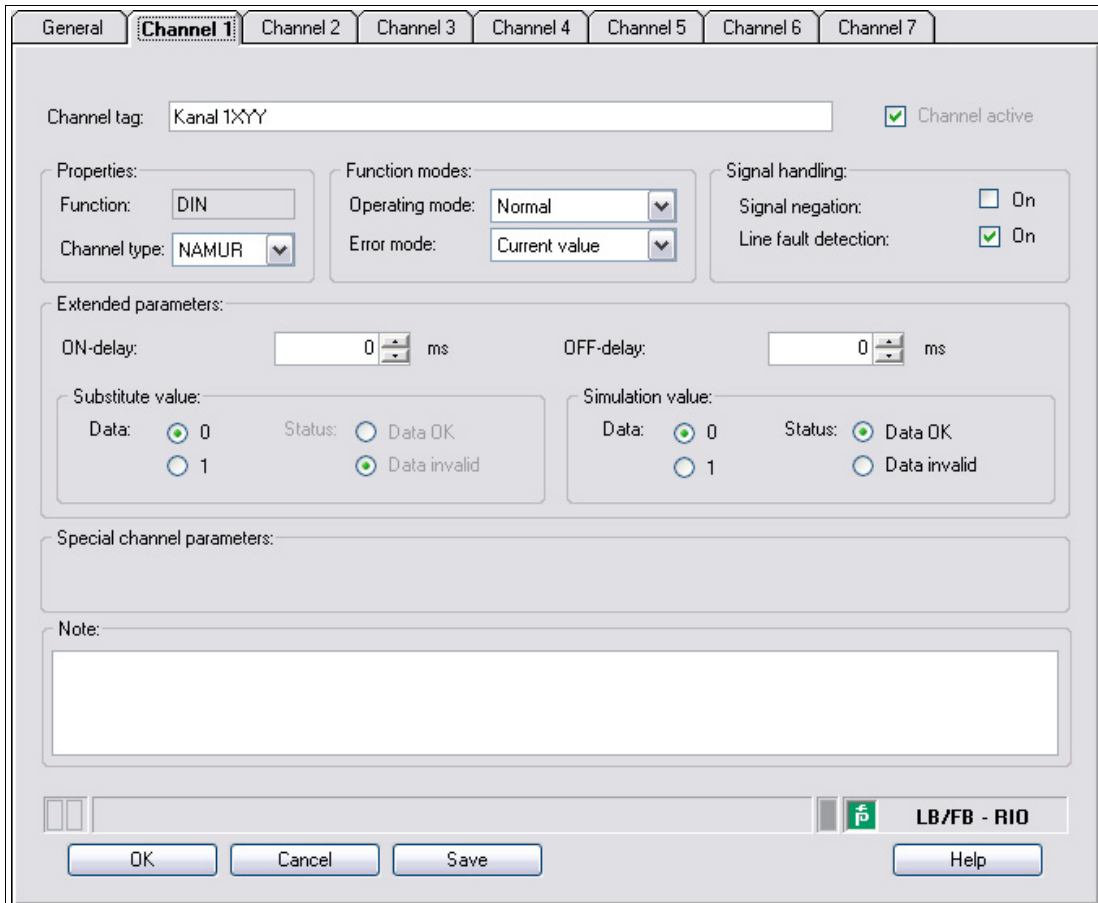 General Channel 1 Channel 2 Channel 3 Channel 4 Channel 5 Channel 6 Channel 7
Channel tag: Kanal 1XYY Channel active
Properties: Function modes: Signal handling:
Function: DIN Operating mode: Normal Signal negation: On
Channel type: NAMUR Error mode: Current value Line fault detection: On
Extended parameters:
ON-delay: 0 ms OFF-delay: 0 ms
Substitute value: Simulation value:
Data: 0 Status: Data OK Data: 0 Status: Data OK
1 Data invalid 1 Data invalid
Special channel parameters:
Note:
LB/FB - RIO
OK Cancel Save Help